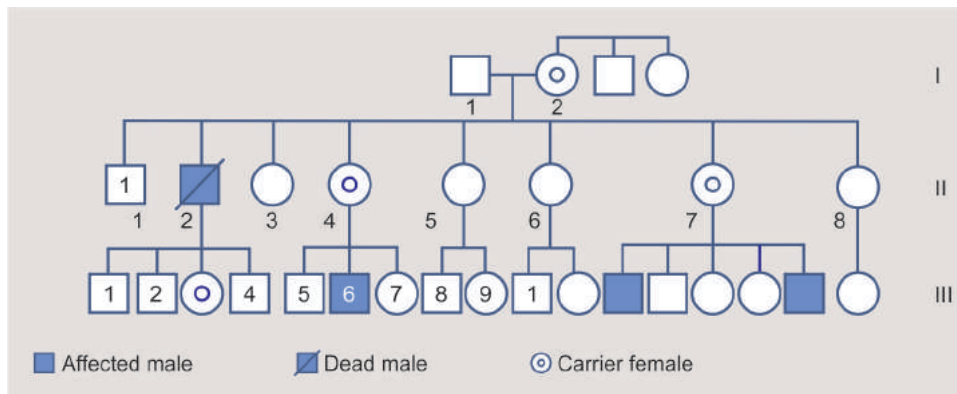 I
1 2
1 II
1 2 3 4 5 6 7 8
1 2 4 5 6 7 8 9 1 III
Affected male Dead male Carrier female